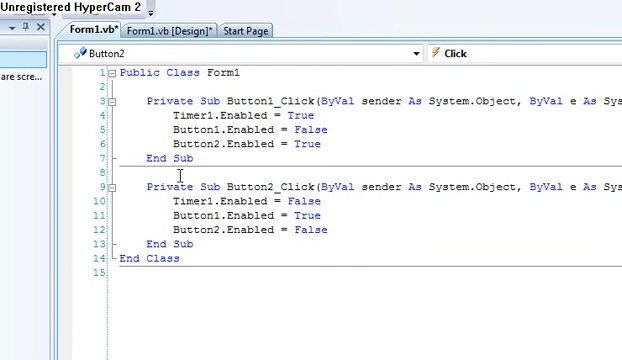 Unregistered HyperCam 2
Form1.vb* Form1.vb [Design]* Start Page
are scre...
Button2 Click
1 Public Class Form1
2
3 Private Sub Button1_Click(ByVal sender As System.Object, ByVal e As Sys
4 Timer1.Enabled = True
5 Button1.Enabled = False
6 Button2.Enabled = True
7 End Sub
8
9 Private Sub Button2_Click(ByVal sender As System.Object, ByVal e As Sys
10 Timer1.Enabled = False
11 Button1.Enabled = True
12 Button2.Enabled = False
13 End Sub
14 End Class
15